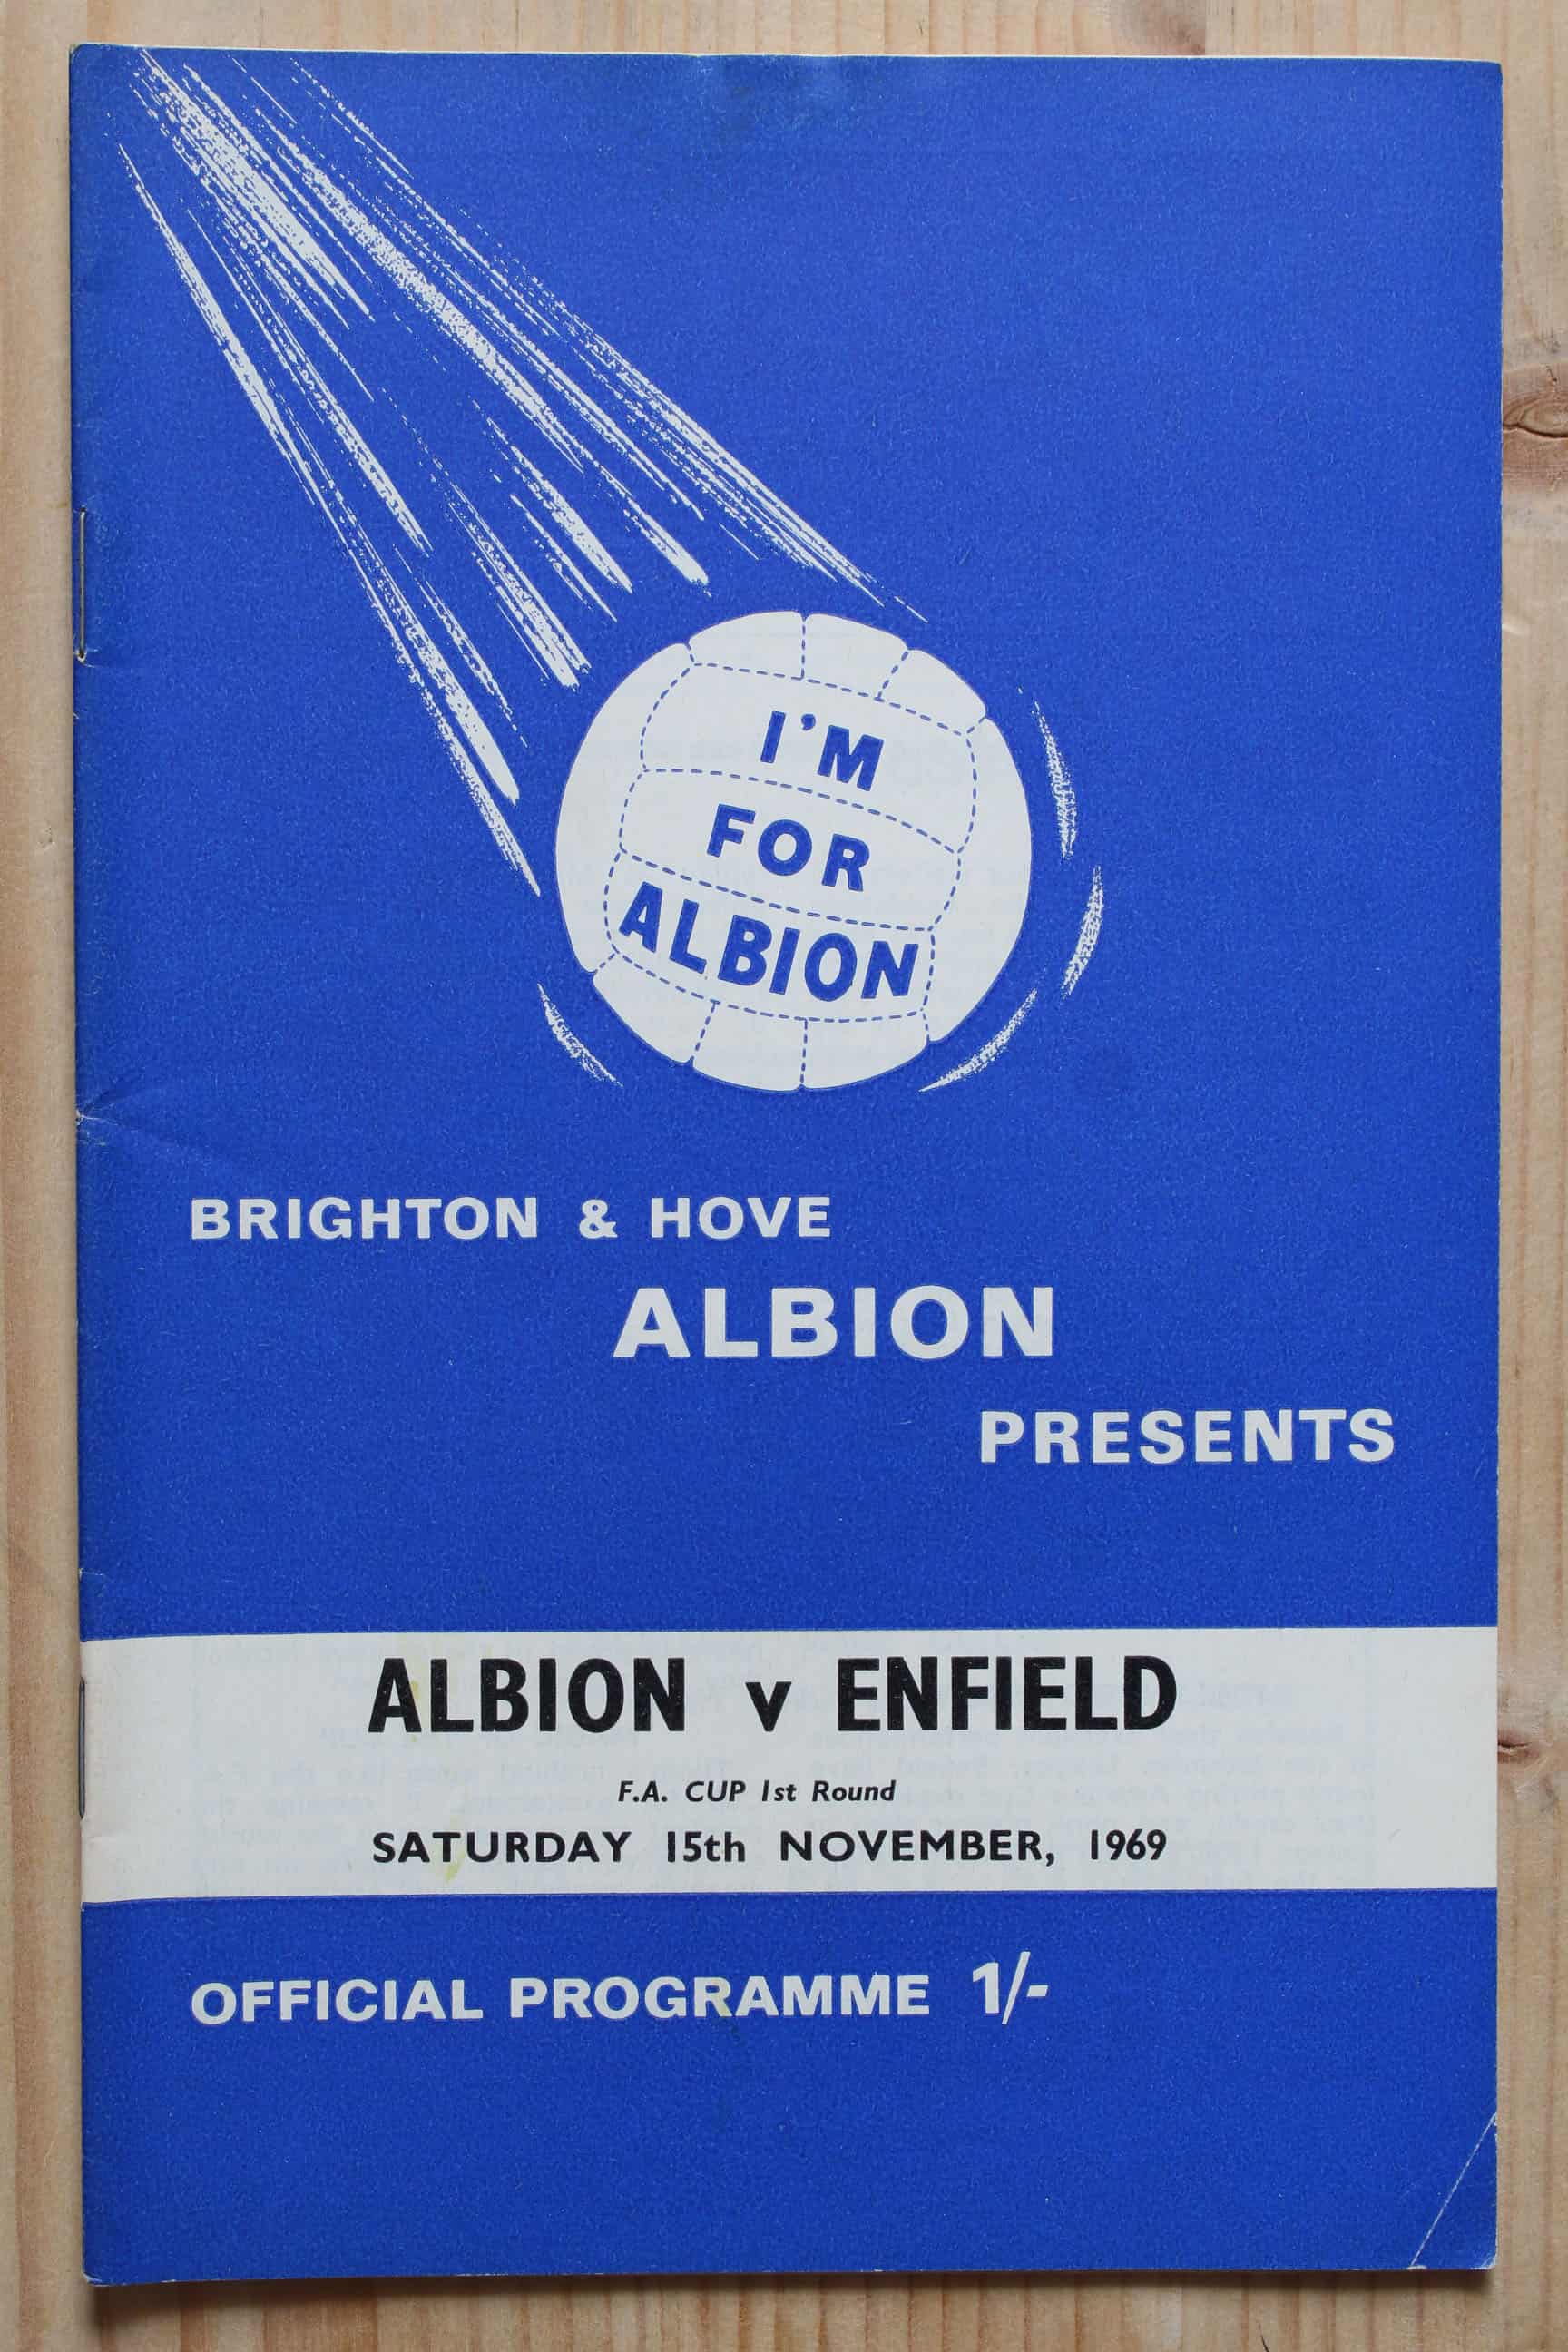 I'M
FOR
ALBION
BRIGHTON & HOVE
ALBION
PRESENTS
ALBION v ENFIELD
F.A. CUP 1st Round
SATURDAY 15th NOVEMBER, 1969
OFFICIAL PROGRAMME 1/-